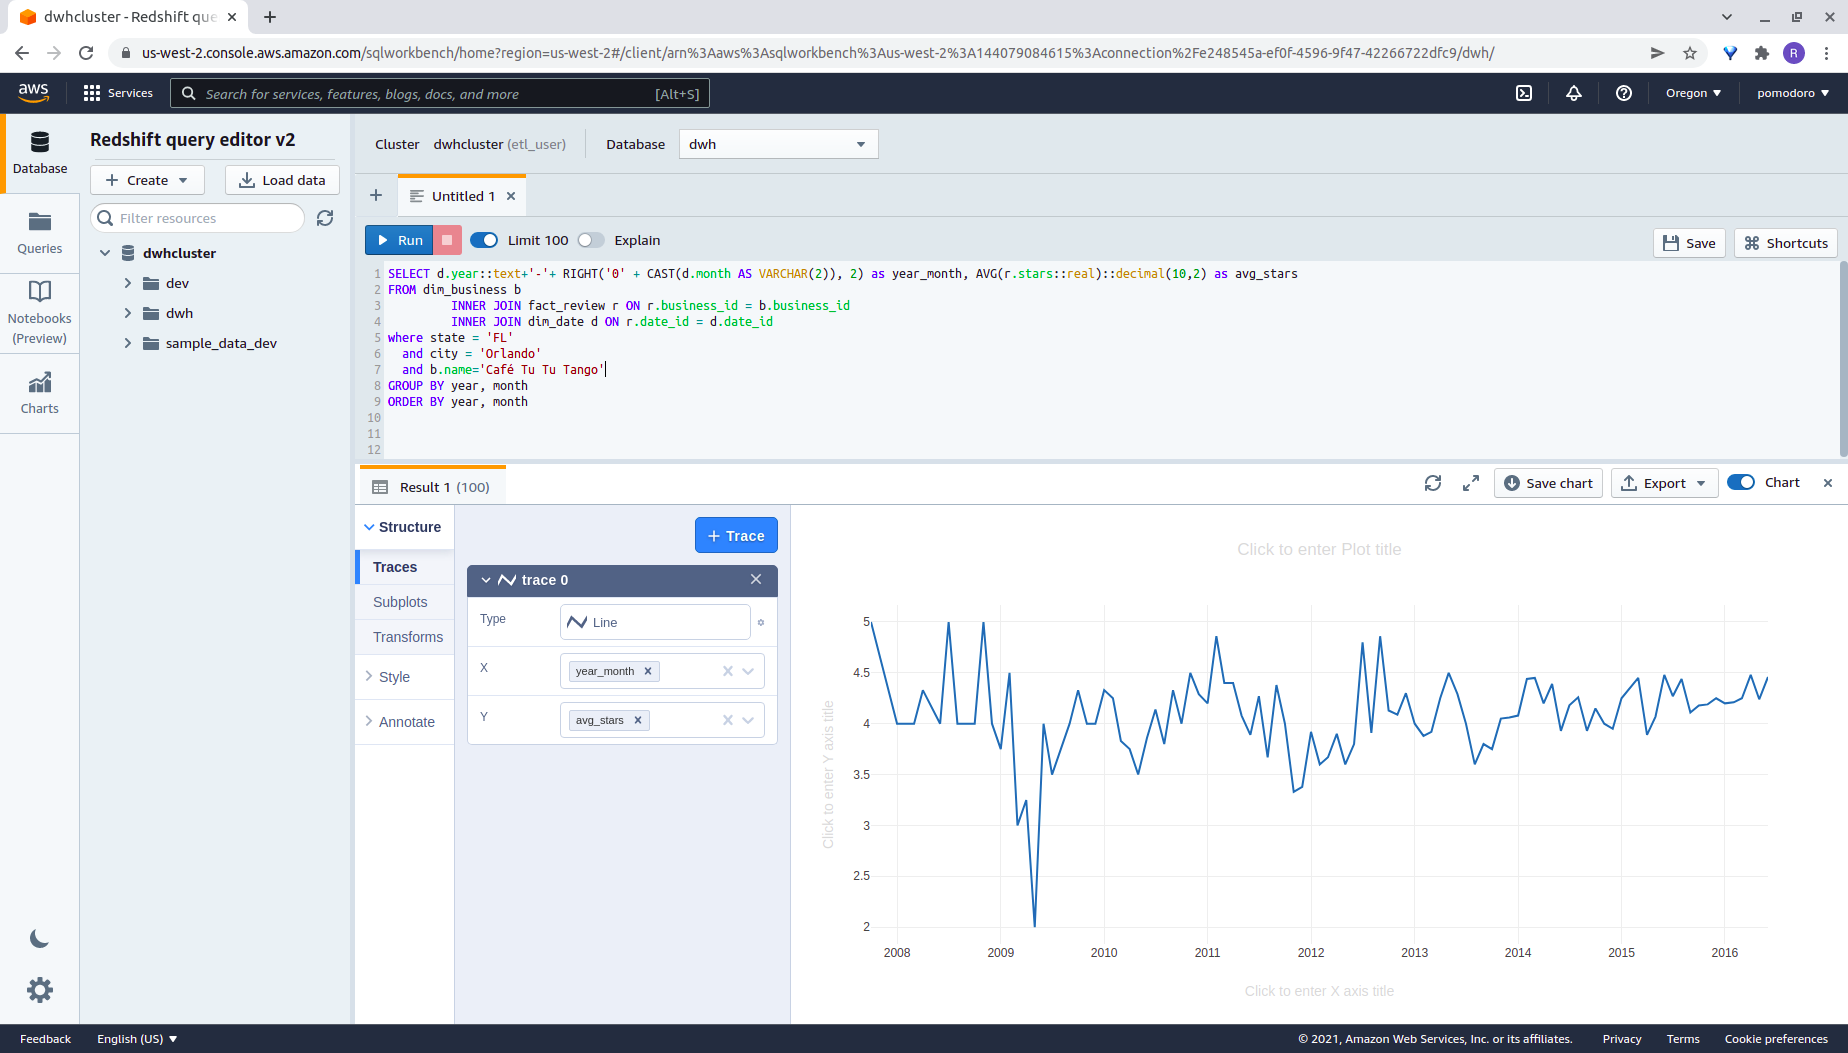 dwhcluster - Redshift que
us-west-2.console.aws.amazon.com/sqlworkbench/home?region=us-west-2#/client/arn%3Aaws%3Asqlworkbench%3Aus-west-2%3A144079084615%3Aconnection%2Fe248545a-ef0f-4596-9f47-42266722dfc9/dwh/
R
aws
Services
Search for services, features, blogs, docs, and more
[Alt+S]
Oregon
pomodoro
Database
Queries
Notebooks
(Preview)
Charts
Redshift query editor v2
Create
Load data
Filter resources
dwhcluster
dev
dwh
sample_data_dev
Cluster dwhcluster (etl_user)
Database dwh
Untitled 1
Run
Limit 100
Explain
Save
Shortcuts
1 SELECT d.year::text+'-'+ RIGHT('0' + CAST(d.month AS VARCHAR(2)), 2) as year_month, AVG(r.stars::real)::decimal(10,2) as avg_stars
2 FROM dim_business b
3 INNER JOIN fact_review r ON r.business_id = b.business_id
4 INNER JOIN dim_date d ON r.date_id = d.date_id
5 where state = 'FL'
6 and city = 'Orlando'
7 and b.name='Café Tu Tu Tango'
8 GROUP BY year, month
9 ORDER BY year, month
10
11
12
Result 1 (100)
Save chart
Export
Chart
Structure
Traces
Subplots
Transforms
Style
Annotate
+ Trace
trace 0
Type
Line
X
year_month
Y
avg_stars
Click to enter Plot title
Click to enter Y axis title
5
4.5
4
3.5
3
2.5
2
2008
2009
2010
2011
2012
2013
2014
2015
2016
Click to enter X axis title
Feedback
English (US)
© 2021, Amazon Web Services, Inc. or its affiliates.
Privacy
Terms
Cookie preferences